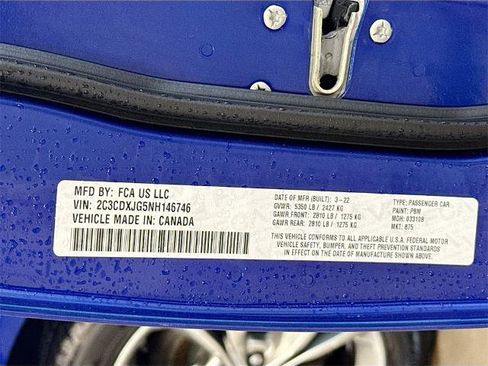 MFD BY: FCA US LLC
VIN: 2C3CDXJG5NH146746
VEHICLE MADE IN: CANADA
DATE OF MFR (BUILT): 3-22
GVWR: 5350 LB / 2427 KG
GAWR FRONT: 2810 LB / 1275 KG
GAWR REAR: 2810 LB / 1275 KG
TYPE: PASSENGER CAR
PAINT: PBM
MDH: 033108
MKT: 875
THIS VEHICLE CONFORMS TO ALL APPLICABLE U.S.A. FEDERAL MOTOR
VEHICLE SAFETY, BUMPER, AND THEFT PREVENTION STANDARDS
IN EFFECT ON THE DATE OF MANUFACTURE SHOWN ABOVE.